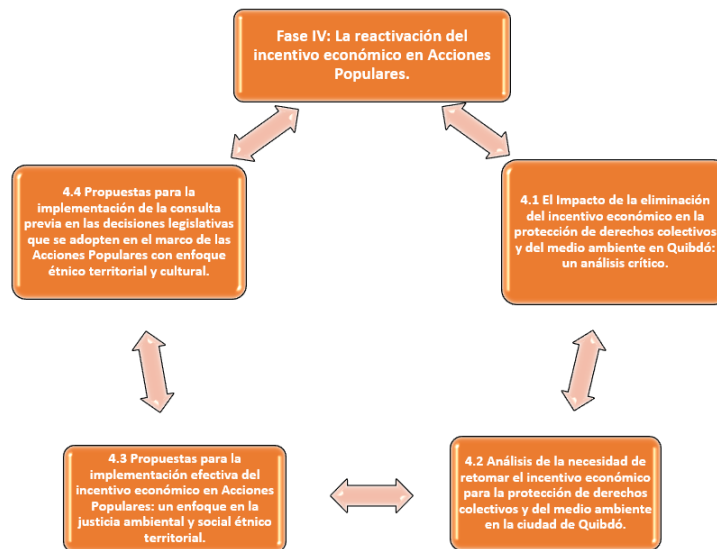 Fase IV: La reactivación del
incentivo económico en Acciones
Populares.
4.1 El Impacto de la eliminación
del incentivo económico en la
protección de derechos colectivos
y del medio ambiente en Quibdó:
un análisis crítico.
4.2 Análisis de la necesidad de
retomar el incentivo económico
para la protección de derechos
colectivos y del medio ambiente
en la ciudad de Quibdó.
4.3 Propuestas para la
implementación efectiva del
incentivo económico en Acciones
Populares: un enfoque en la
justicia ambiental y social étnico
territorial.
4.4 Propuestas para la
implementación de la consulta
previa en las decisiones legislativas
que se adopten en el marco de las
Acciones Populares con enfoque
étnico territorial y cultural.